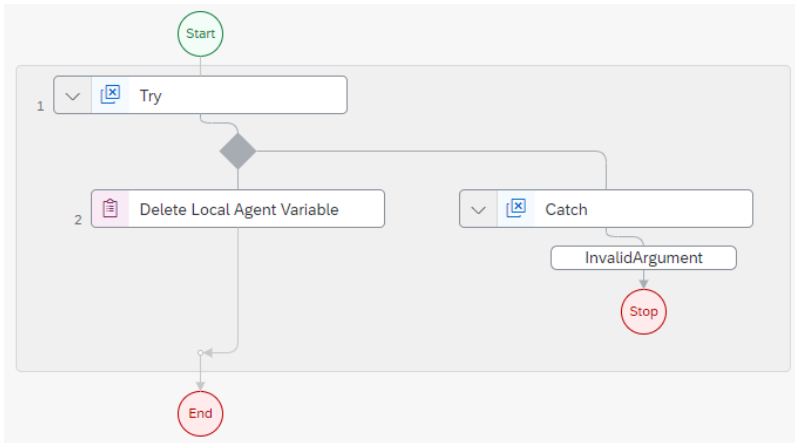 Start
1
Try
2
Delete Local Agent Variable
Catch
InvalidArgument
Stop
End